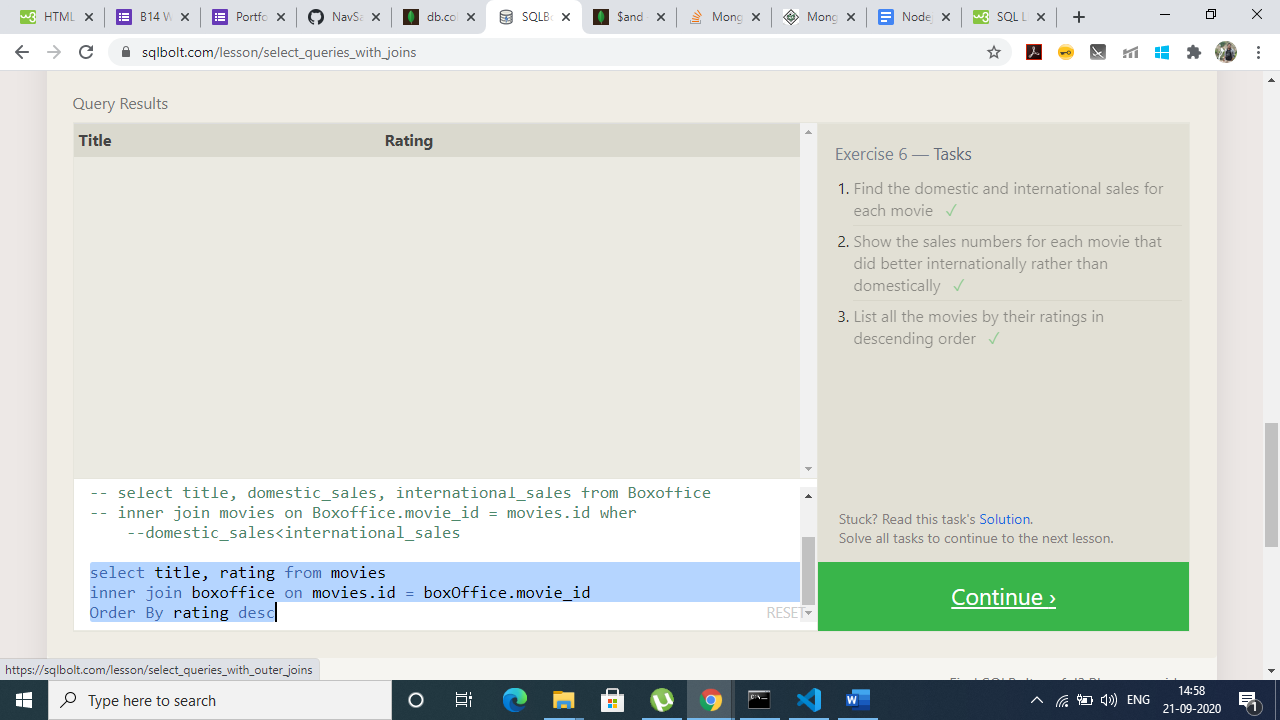 HTML
B14 W
Portfo
NavSa
db.co
SQLB
$and
Mong
Mong
Node
SQL L
sqlbolt.com/lesson/select_queries_with_joins
Query Results
Title Rating
Exercise 6 — Tasks
1. Find the domestic and international sales for
each movie ✓
2. Show the sales numbers for each movie that
did better internationally rather than
domestically ✓
3. List all the movies by their ratings in
descending order ✓
-- select title, domestic_sales, international_sales from Boxoffice
-- inner join movies on Boxoffice.movie_id = movies.id wher
--domestic_sales<international_sales
select title, rating from movies
inner join boxoffice on movies.id = boxOffice.movie_id
Order By rating desc
RESET
Stuck? Read this task's Solution.
Solve all tasks to continue to the next lesson.
Continue ›
https://sqlbolt.com/lesson/select_queries_with_outer_joins
Type here to search
ENG
14:58
21-09-2020
1